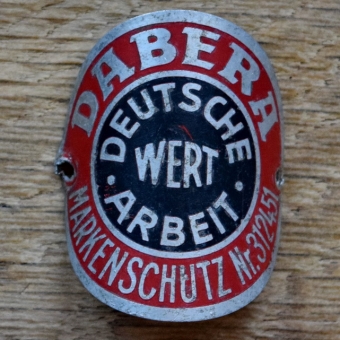 DABERA
DEUTSCHE
WERT
· ARBEIT ·
MARKENSCHUTZ Nr. 312451